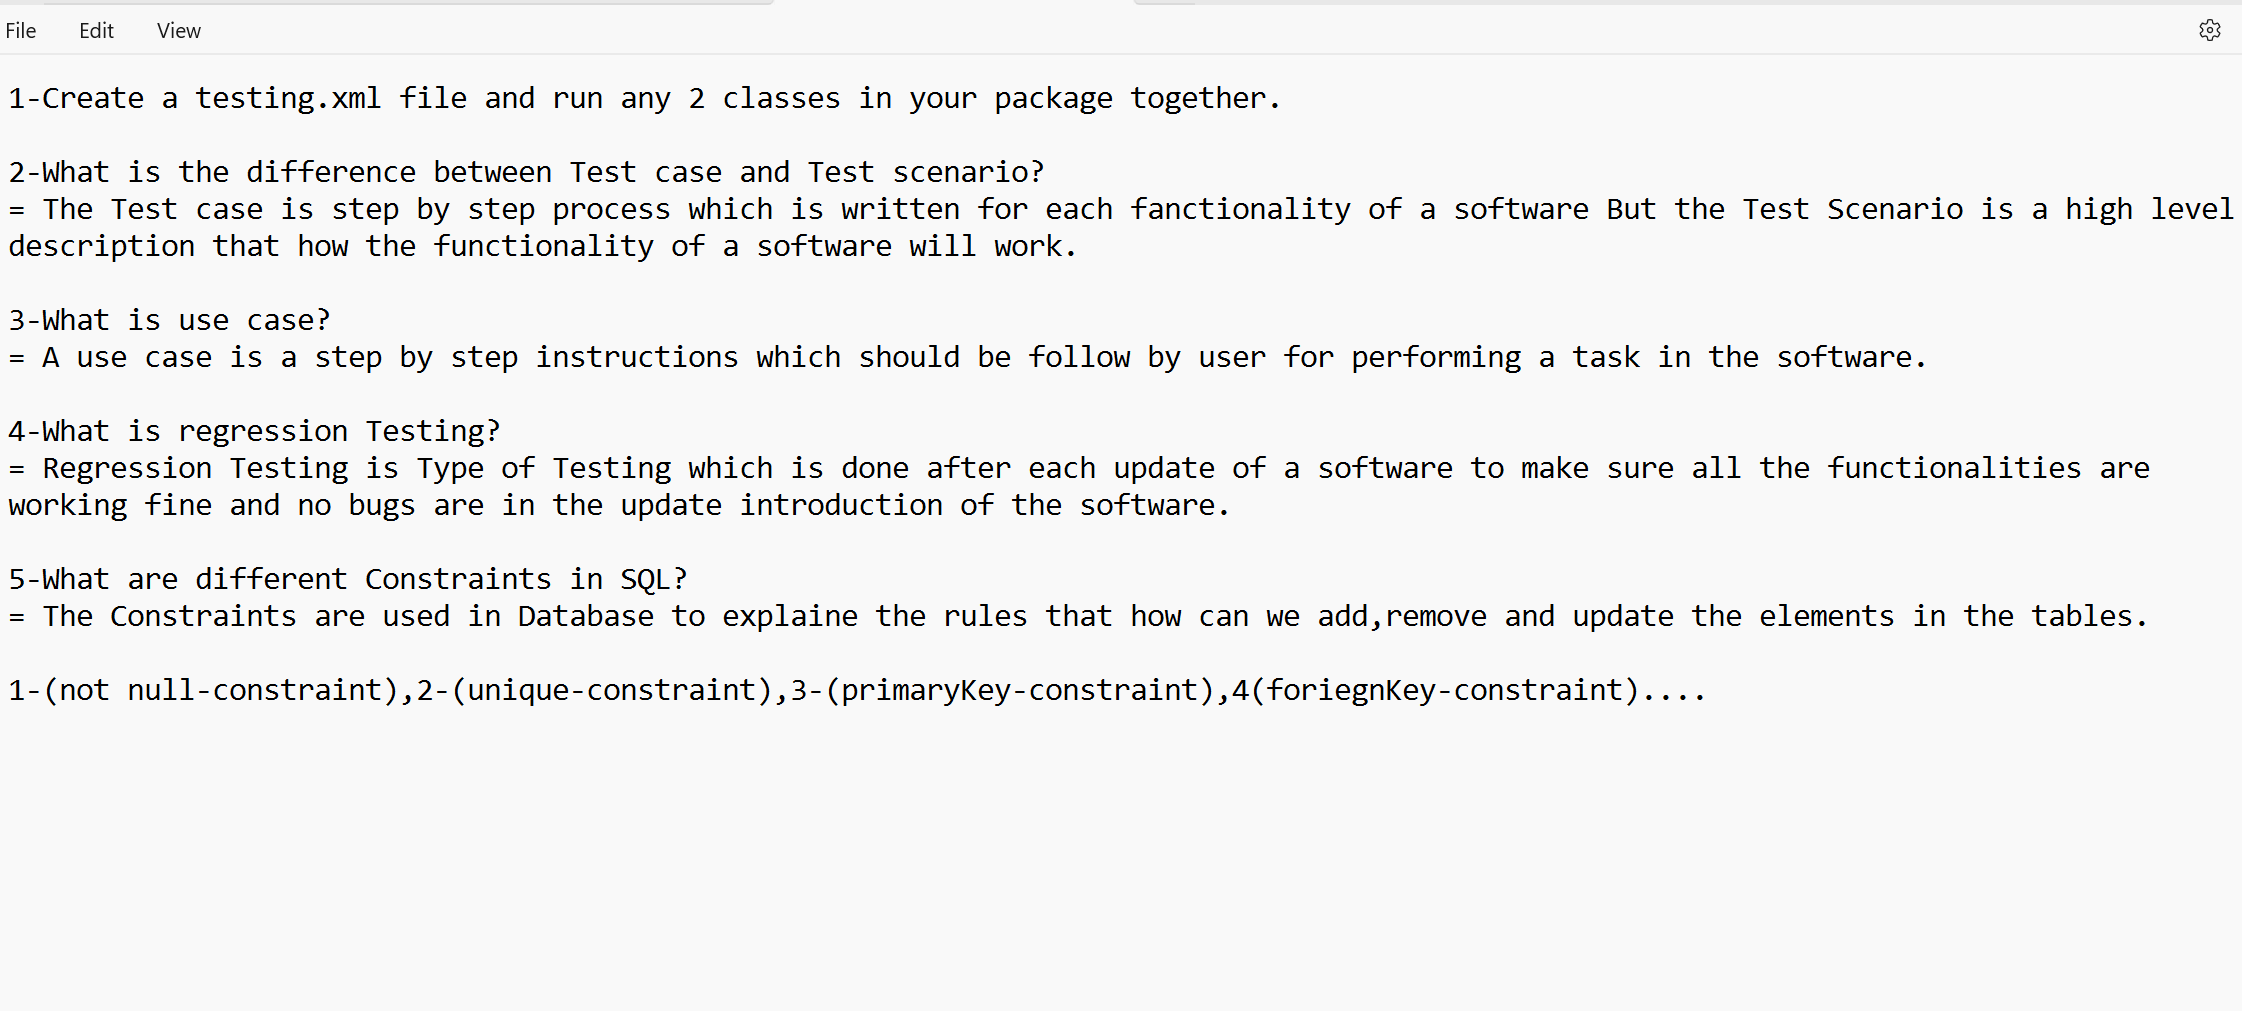 File Edit View
1-Create a testing.xml file and run any 2 classes in your package together.
2-What is the difference between Test case and Test scenario?
= The Test case is step by step process which is written for each fanctionality of a software But the Test Scenario is a high level
description that how the functionality of a software will work.
3-What is use case?
= A use case is a step by step instructions which should be follow by user for performing a task in the software.
4-What is regression Testing?
= Regression Testing is Type of Testing which is done after each update of a software to make sure all the functionalities are
working fine and no bugs are in the update introduction of the software.
5-What are different Constraints in SQL?
= The Constraints are used in Database to explaine the rules that how can we add,remove and update the elements in the tables.
1-(not null-constraint),2-(unique-constraint),3-(primaryKey-constraint),4(foriegnKey-constraint)....